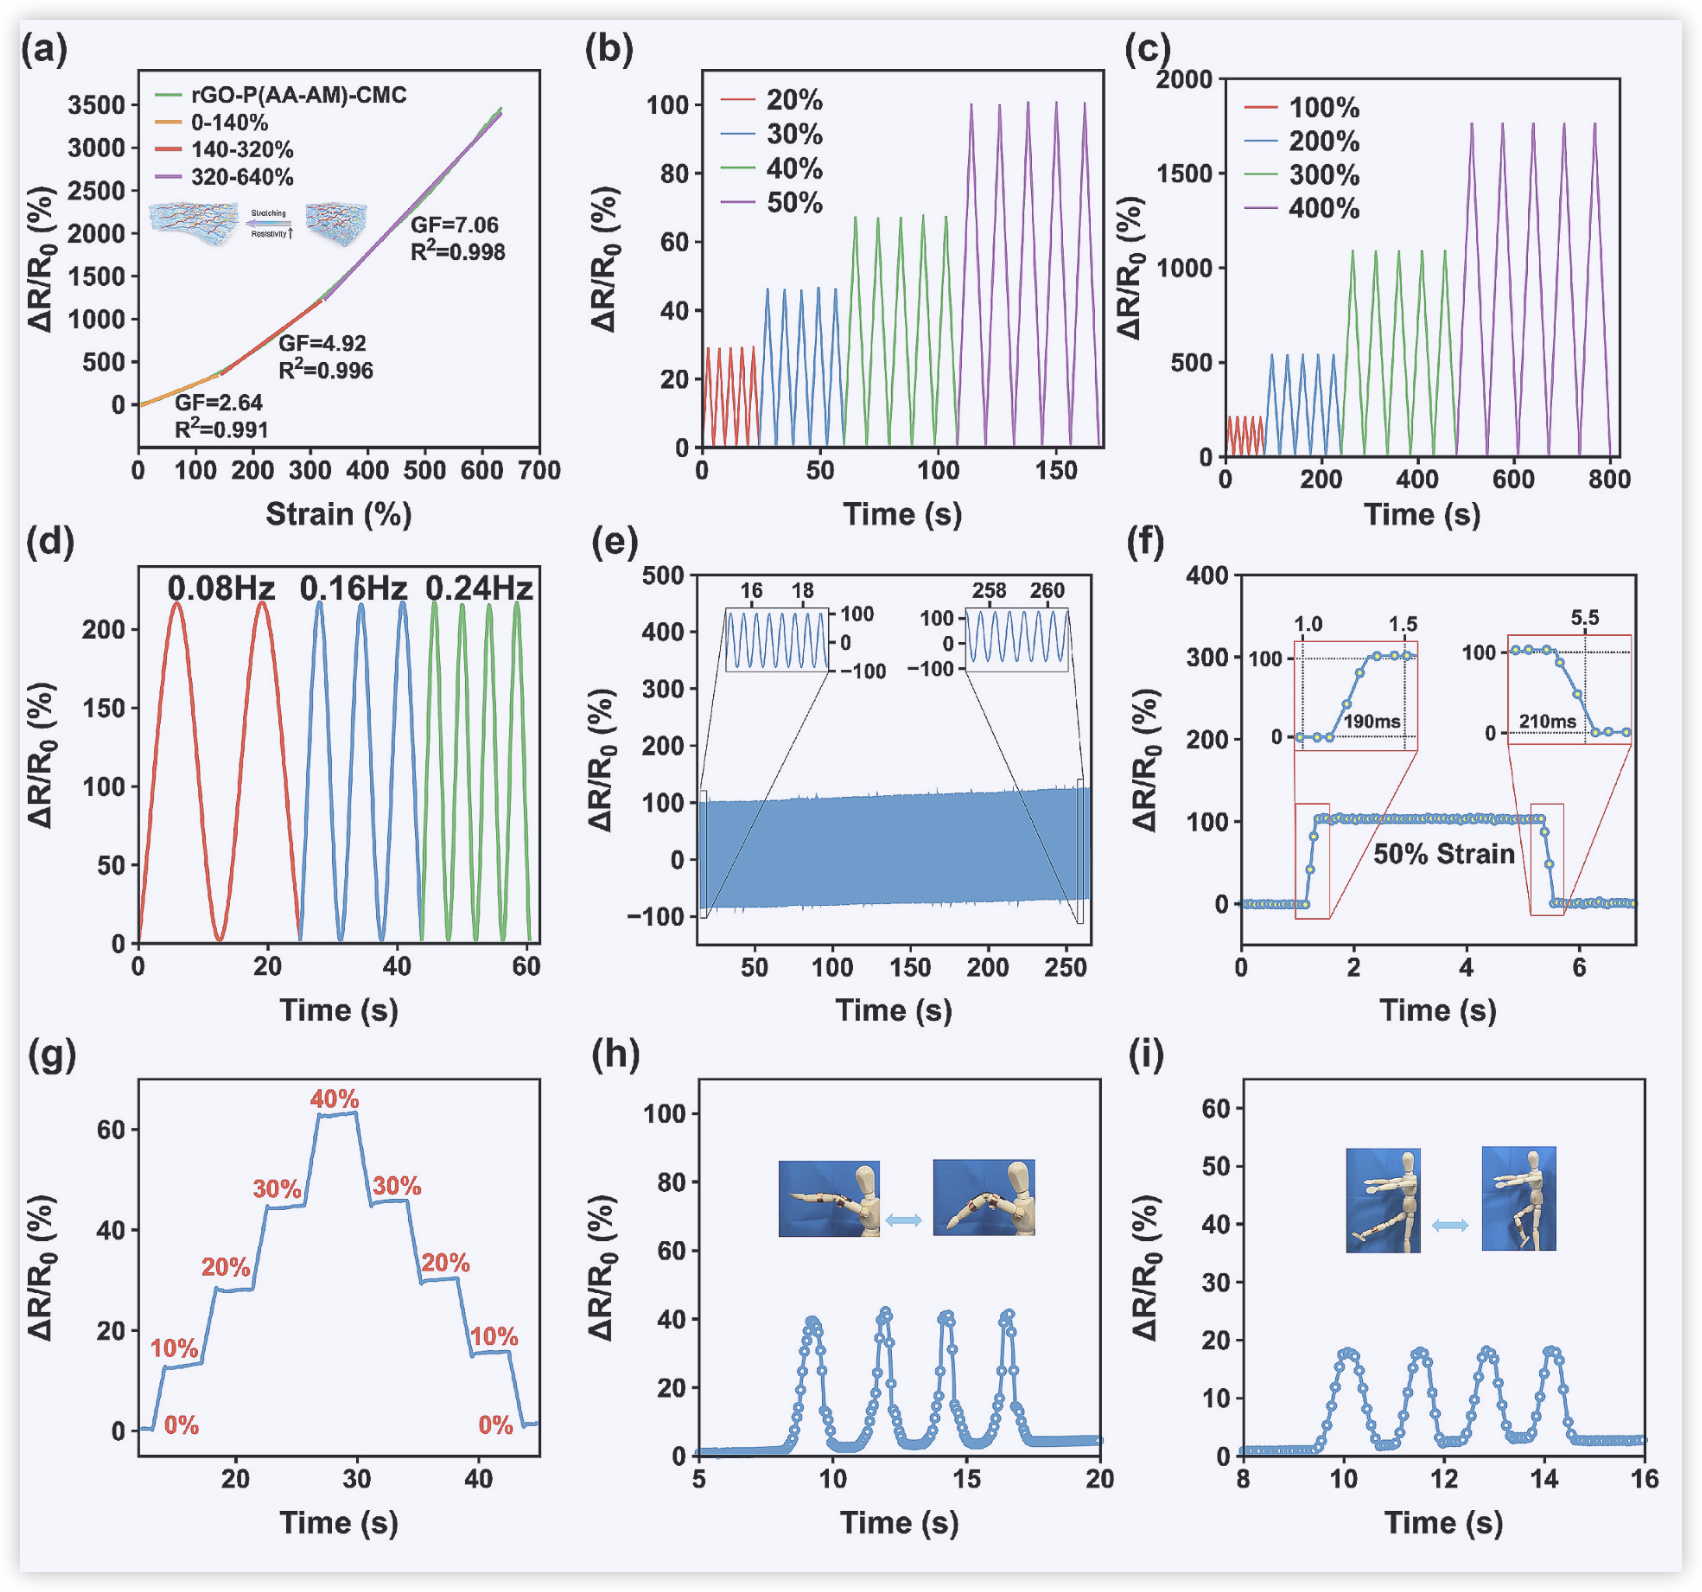 (a)
3500
3000
2500
2000
1500
1000
500
0
ΔR/R0 (%)
rGO-P(AA-AM)-CMC
0-140%
140-320%
320-640%
Stretching
Resistivity↑
GF=7.06
R2=0.998
GF=4.92
R2=0.996
GF=2.64
R2=0.991
0 100 200 300 400 500 600 700
Strain (%)
(b)
100
80
60
40
20
0
ΔR/R0 (%)
20%
30%
40%
50%
0 50 100 150
Time (s)
(c)
2000
1500
1000
500
0
ΔR/R0 (%)
100%
200%
300%
400%
0 200 400 600 800
Time (s)
(d)
0.08Hz 0.16Hz 0.24Hz
200
150
100
50
0
ΔR/R0 (%)
0 20 40 60
Time (s)
(e)
500
400
300
200
100
0
−100
ΔR/R0 (%)
16 18
100
0
−100
258 260
100
0
−100
50 100 150 200 250
Time (s)
(f)
400
300
200
100
0
ΔR/R0 (%)
1.0 1.5
100
0
190ms
5.5
100
0
210ms
50% Strain
0 2 4 6
Time (s)
(g)
60
40
20
0
ΔR/R0 (%)
40%
30% 30%
20% 20%
10% 10%
0% 0%
20 30 40
Time (s)
(h)
100
80
60
40
20
0
ΔR/R0 (%)
5 10 15 20
Time (s)
(i)
60
50
40
30
20
10
0
ΔR/R0 (%)
8 10 12 14 16
Time (s)